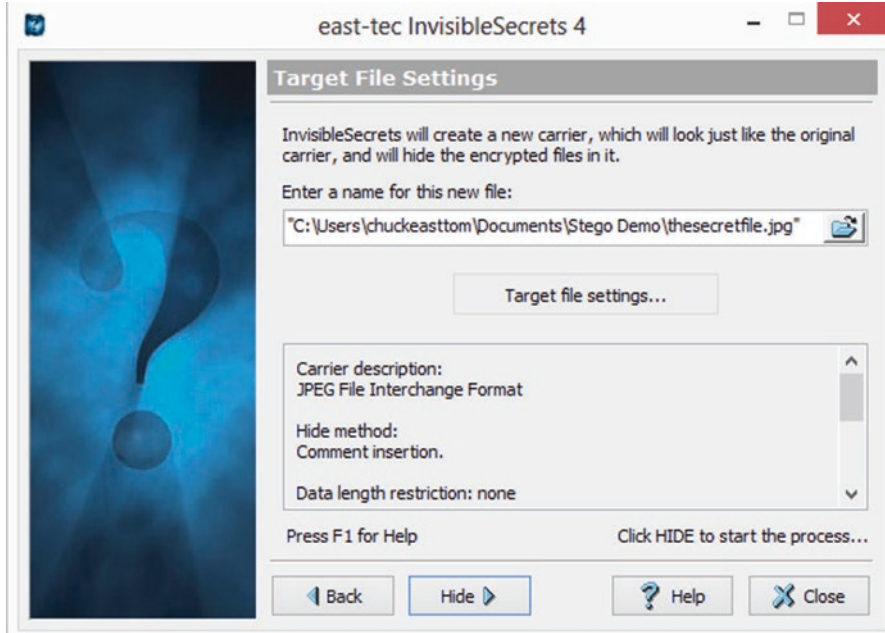 east-tec InvisibleSecrets 4
Target File Settings
InvisibleSecrets will create a new carrier, which will look just like the original
carrier, and will hide the encrypted files in it.
Enter a name for this new file:
"C:\Users\chuckeasttom\Documents\Stego Demo\thesecretfile.jpg"
Target file settings...
Carrier description:
JPEG File Interchange Format
Hide method:
Comment insertion.
Data length restriction: none
Press F1 for Help
Click HIDE to start the process...
Back
Hide
Help
Close